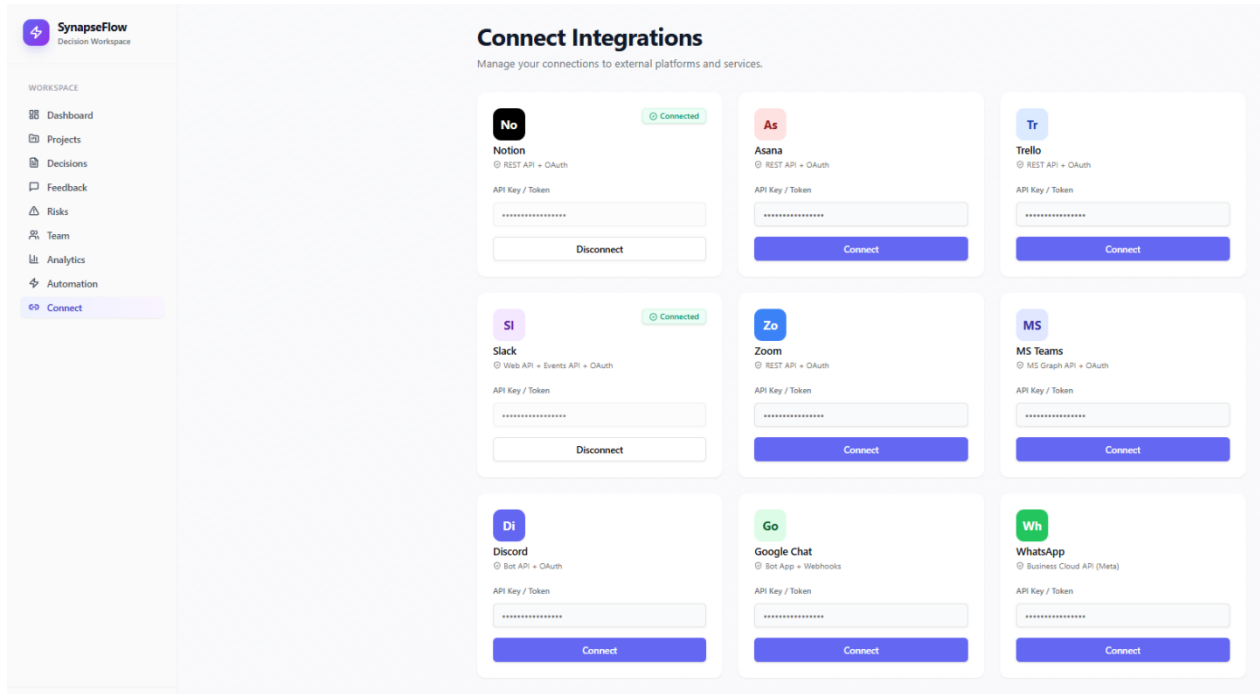 SynapseFlow
Decision Workspace
WORKSPACE
Dashboard
Projects
Decisions
Feedback
Risks
Team
Analytics
Automation
Connect
Connect Integrations
Manage your connections to external platforms and services.
No
Connected
Notion
REST API + OAuth
API Key / Token
•••••••••••••••••
Disconnect
As
Asana
REST API + OAuth
API Key / Token
••••••••••••••••
Connect
Tr
Trello
REST API + OAuth
API Key / Token
••••••••••••••••
Connect
Sl
Connected
Slack
Web API + Events API + OAuth
API Key / Token
•••••••••••••••••
Disconnect
Zo
Zoom
REST API + OAuth
API Key / Token
••••••••••••••••
Connect
MS
MS Teams
MS Graph API + OAuth
API Key / Token
••••••••••••••••
Connect
Di
Discord
Bot API + OAuth
API Key / Token
••••••••••••••••
Connect
Go
Google Chat
Bot App + Webhooks
API Key / Token
••••••••••••••••
Connect
Wh
WhatsApp
Business Cloud API (Meta)
API Key / Token
••••••••••••••••
Connect